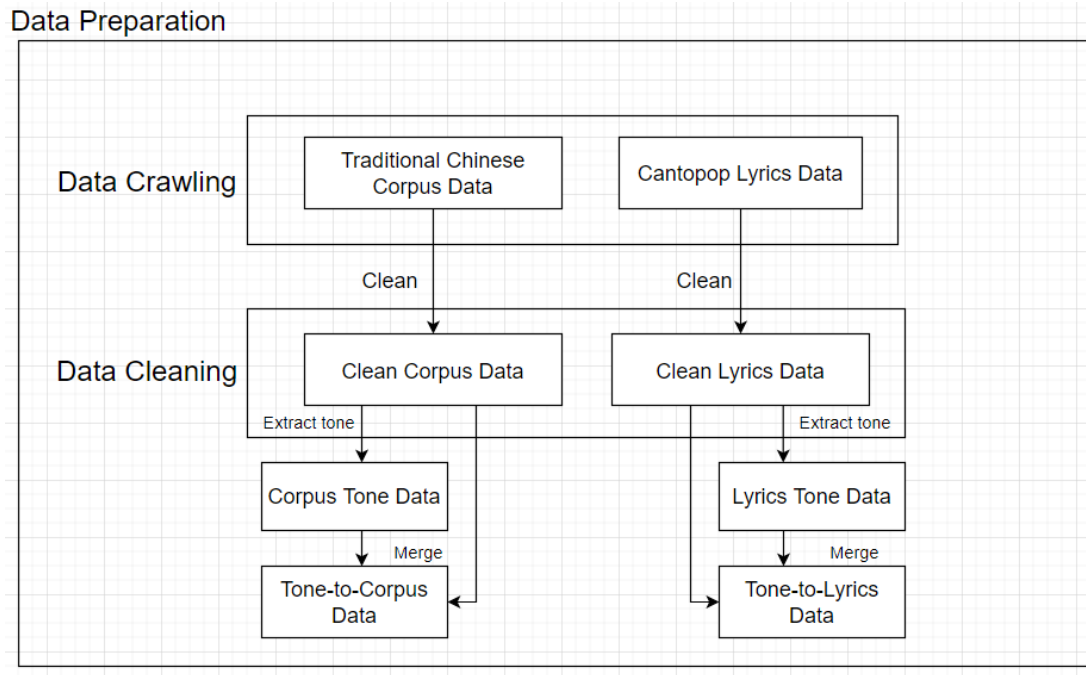 Data Preparation
Data Crawling
Traditional Chinese
Corpus Data
Cantopop Lyrics Data
Clean
Clean
Data Cleaning
Clean Corpus Data
Clean Lyrics Data
Extract tone
Extract tone
Corpus Tone Data
Lyrics Tone Data
Merge
Merge
Tone-to-Corpus
Data
Tone-to-Lyrics
Data